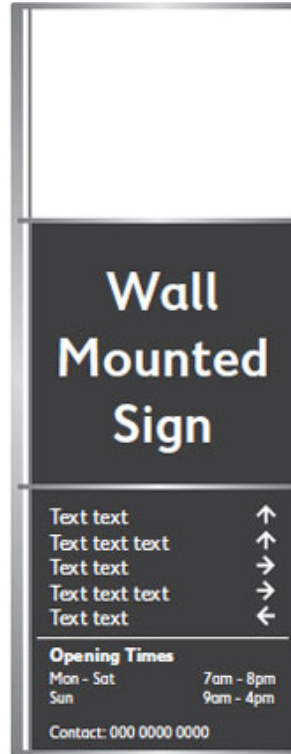 Wall
Mounted
Sign
Text text ↑
Text text text ↑
Text text →
Text text text →
Text text ←
Opening Times
Mon - Sat 7am - 8pm
Sun 9am - 4pm
Contact: 000 0000 0000